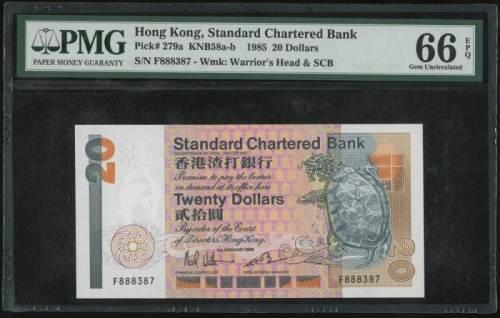 PMG
PAPER MONEY GUARANTY
Hong Kong, Standard Chartered Bank
Pick# 279a KNB58a-b 1985 20 Dollars
S/N F888387 - Wmk: Warrior's Head & SCB
66 EPQ
Gem Uncirculated
20
Standard Chartered Bank
香港渣打銀行
Promises to pay the bearer
on demand at its office here
Twenty Dollars
貳拾圓
By order of the Court
of Directors, Hong Kong.
1st JANUARY 1985
F888387
F888387
20